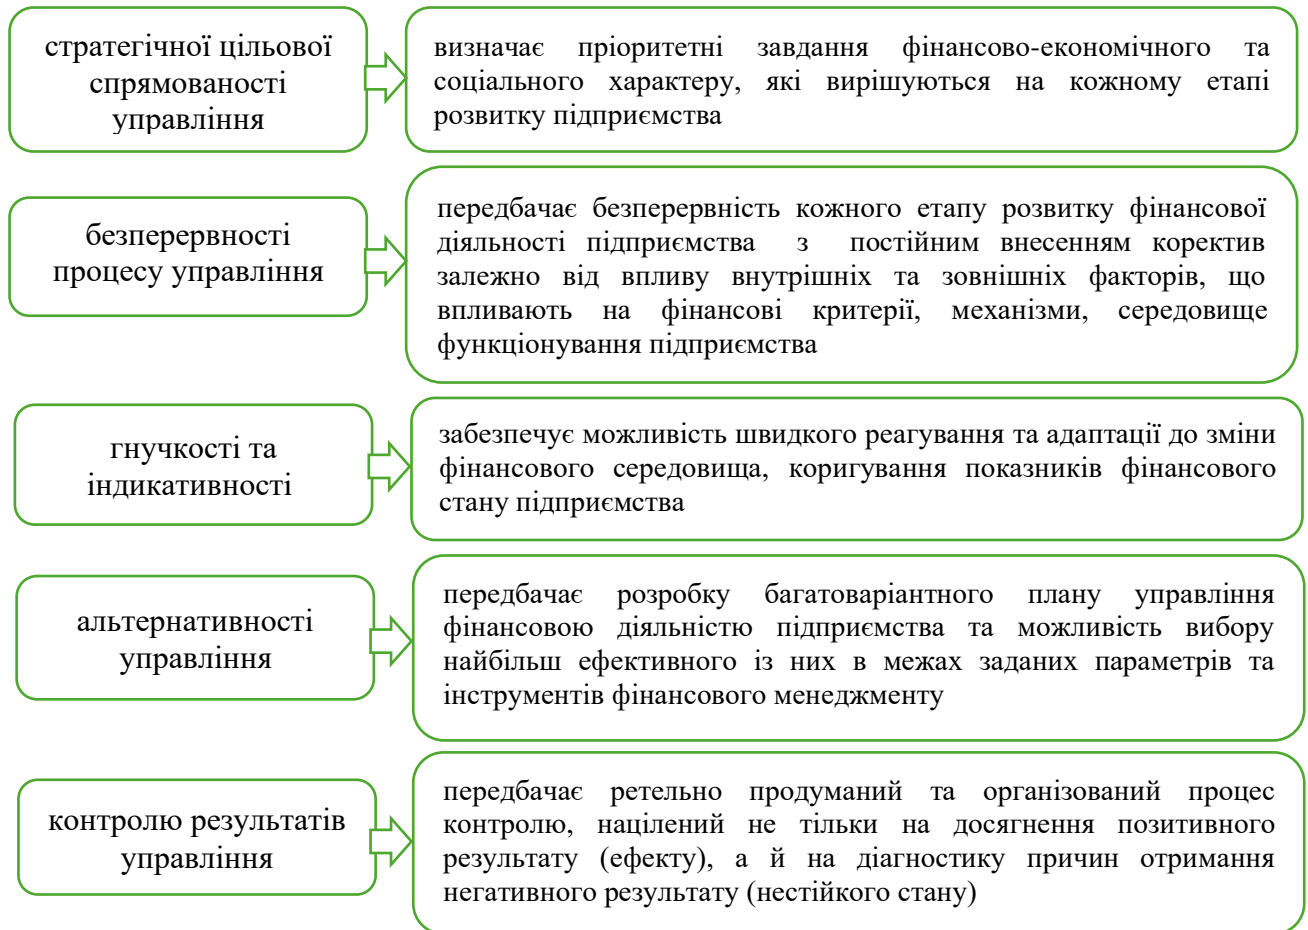 стратегічної цільової
спрямованості
управління
визначає пріоритетні завдання фінансово-економічного та
соціального характеру, які вирішуються на кожному етапі
розвитку підприємства
безперервності
процесу управління
передбачає безперервність кожного етапу розвитку фінансової
діяльності підприємства з постійним внесенням коректив
залежно від впливу внутрішніх та зовнішніх факторів, що
впливають на фінансові критерії, механізми, середовище
функціонування підприємства
гнучкості та
індикативності
забезпечує можливість швидкого реагування та адаптації до зміни
фінансового середовища, коригування показників фінансового
стану підприємства
альтернативності
управління
передбачає розробку багатоваріантного плану управління
фінансовою діяльністю підприємства та можливість вибору
найбільш ефективного із них в межах заданих параметрів та
інструментів фінансового менеджменту
контролю результатів
управління
передбачає ретельно продуманий та організований процес
контролю, націлений не тільки на досягнення позитивного
результату (ефекту), а й на діагностику причин отримання
негативного результату (нестійкого стану)